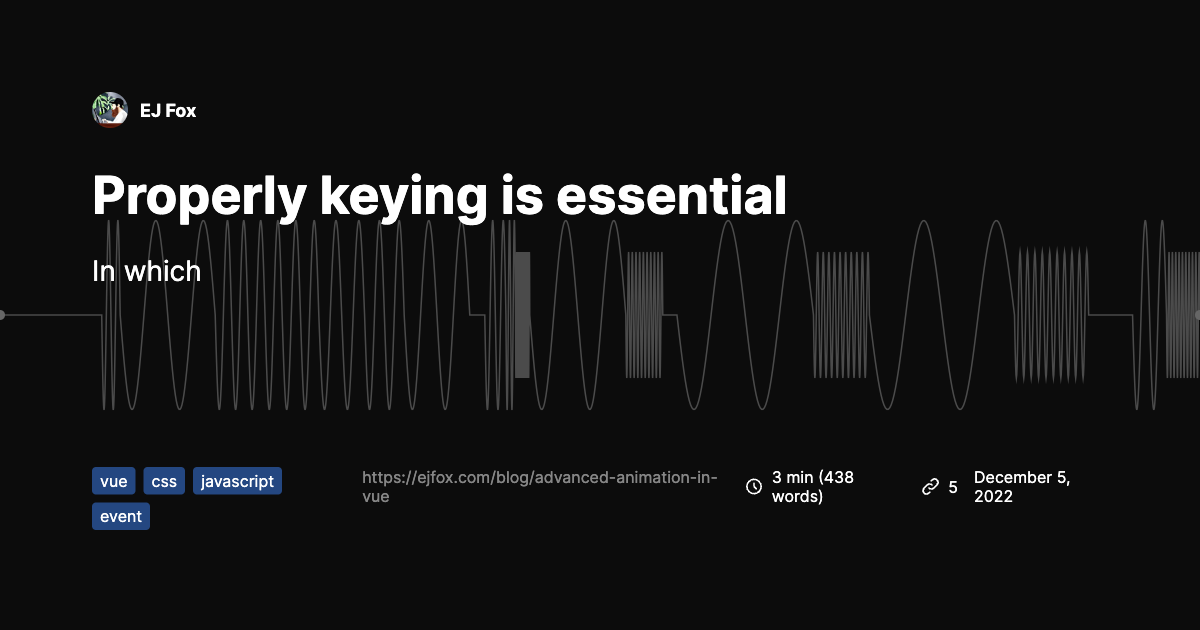 EJ Fox
Properly keying is essential
In which
vue css javascript
event
https://ejfox.com/blog/advanced-animation-in-
vue
3 min (438
words)
5
December 5,
2022